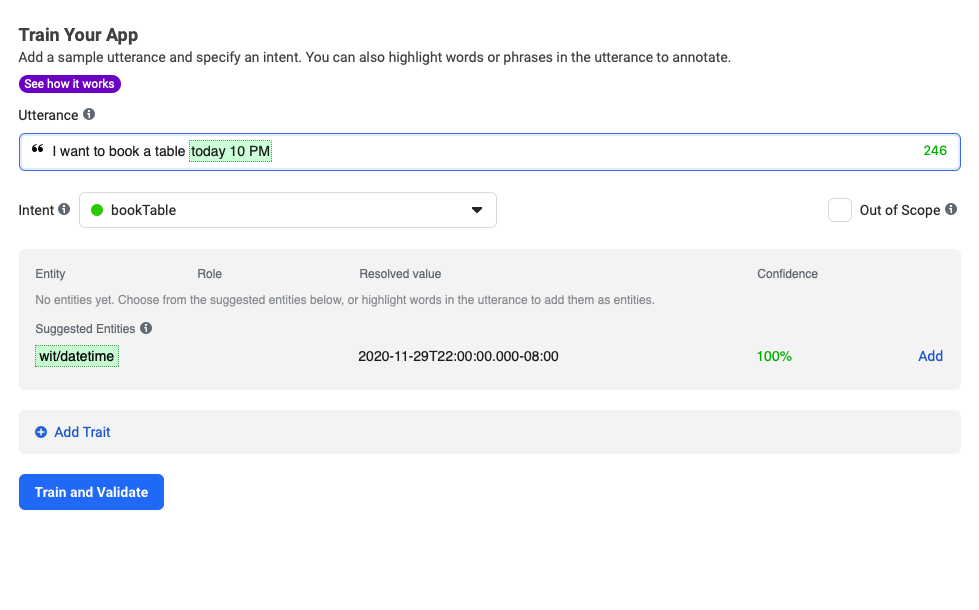 Train Your App
Add a sample utterance and specify an intent. You can also highlight words or phrases in the utterance to annotate.
See how it works
Utterance
“ I want to book a table today 10 PM 246
Intent bookTable Out of Scope
Entity Role Resolved value Confidence
No entities yet. Choose from the suggested entities below, or highlight words in the utterance to add them as entities.
Suggested Entities
wit/datetime 2020-11-29T22:00:00.000-08:00 100% Add
Add Trait
Train and Validate